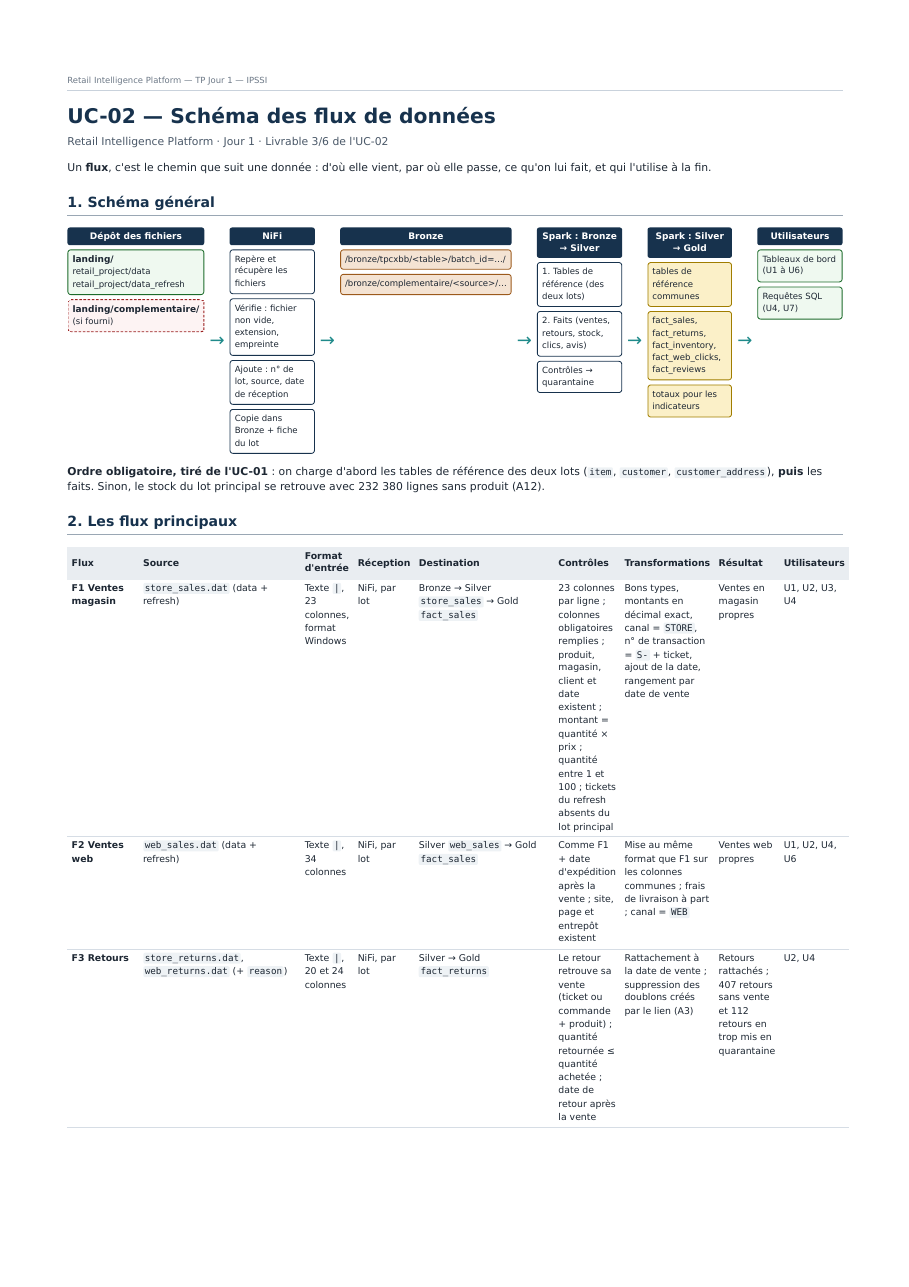 Retail Intelligence Platform — TP Jour 1 — IPSSI
UC-02 — Schéma des flux de données
Retail Intelligence Platform · Jour 1 · Livrable 3/6 de l'UC-02
Un flux, c'est le chemin que suit une donnée : d'où elle vient, par où elle passe, ce qu'on lui fait, et qui l'utilise à la fin.
1. Schéma général
Dépôt des fichiers
landing/
retail_project/data
retail_project/data_refresh
landing/complementaire/
(si fourni)
→
NiFi
Repère et
récupère les
fichiers
Vérifie : fichier
non vide,
extension,
empreinte
Ajoute : n° de
lot, source, date
de réception
Copie dans
Bronze + fiche
du lot
→
Bronze
/bronze/tpcxbb/<table>/batch_id=…/
/bronze/complementaire/<source>/…
→
Spark : Bronze
→ Silver
1. Tables de
référence (des
deux lots)
2. Faits (ventes,
retours, stock,
clics, avis)
Contrôles →
quarantaine
→
Spark : Silver
→ Gold
tables de
référence
communes
fact_sales,
fact_returns,
fact_inventory,
fact_web_clicks,
fact_reviews
totaux pour les
indicateurs
→
Utilisateurs
Tableaux de bord
(U1 à U6)
Requêtes SQL
(U4, U7)
Ordre obligatoire, tiré de l'UC-01 : on charge d'abord les tables de référence des deux lots (item, customer, customer_address), puis les
faits. Sinon, le stock du lot principal se retrouve avec 232 380 lignes sans produit (A12).
2. Les flux principaux
Flux
Source
Format
d'entrée
Réception
Destination
Contrôles
Transformations
Résultat
Utilisateurs
F1 Ventes
magasin
store_sales.dat (data +
refresh)
Texte |,
23
colonnes,
format
Windows
NiFi, par
lot
Bronze → Silver
store_sales → Gold
fact_sales
23 colonnes
par ligne ;
colonnes
obligatoires
remplies ;
produit,
magasin,
client et
date
existent ;
montant =
quantité ×
prix ;
quantité
entre 1 et
100 ; tickets
du refresh
absents du
lot principal
Bons types,
montants en
décimal exact,
canal = STORE,
n° de transaction
= S- + ticket,
ajout de la date,
rangement par
date de vente
Ventes en
magasin
propres
U1, U2, U3,
U4
F2 Ventes
web
web_sales.dat (data +
refresh)
Texte |,
34
colonnes
NiFi, par
lot
Silver web_sales → Gold
fact_sales
Comme F1
+ date
d'expédition
après la
vente ; site,
page et
entrepôt
existent
Mise au même
format que F1 sur
les colonnes
communes ; frais
de livraison à part
; canal = WEB
Ventes web
propres
U1, U2, U4,
U6
F3 Retours
store_returns.dat,
web_returns.dat (+ reason)
Texte |,
20 et 24
colonnes
NiFi, par
lot
Silver → Gold
fact_returns
Le retour
retrouve sa
vente
(ticket ou
commande
+ produit) ;
quantité
retournée ≤
quantité
achetée ;
date de
retour après
la vente
Rattachement à
la date de vente ;
suppression des
doublons créés
par le lien (A3)
Retours
rattachés ;
407 retours
sans vente
et 112
retours en
trop mis en
quarantaine
U2, U4